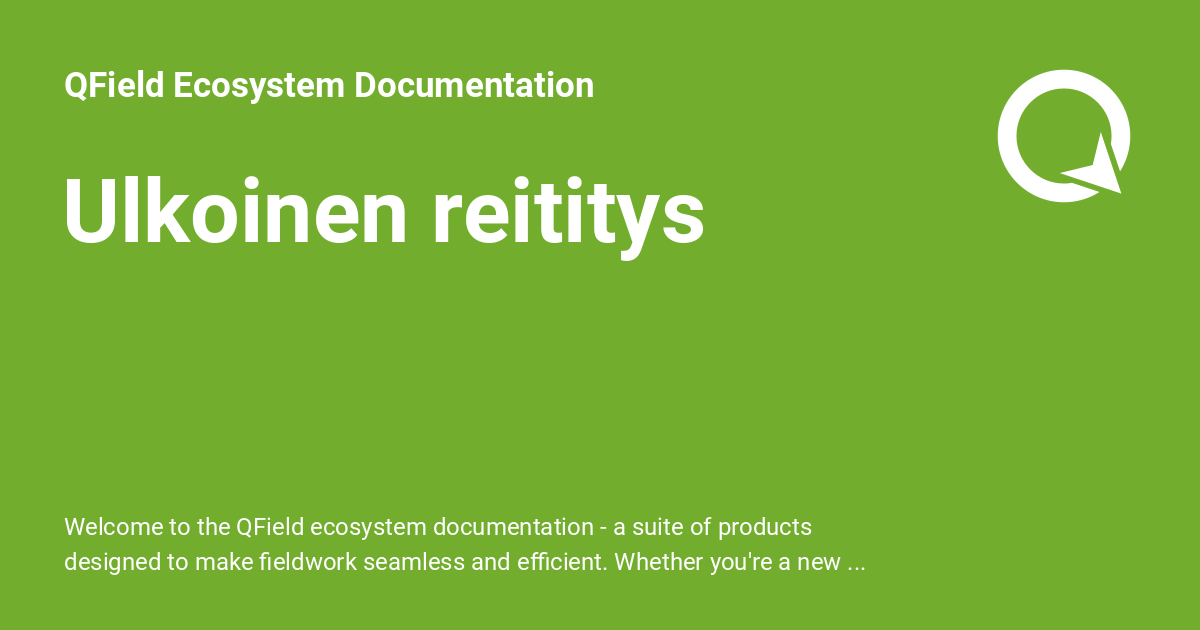 QField Ecosystem Documentation
Ulkoinen reititys
Welcome to the QField ecosystem documentation - a suite of products
designed to make fieldwork seamless and efficient. Whether you're a new ...